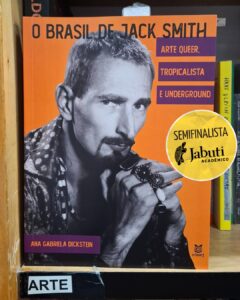 O BRASIL DE JACK SMITH
ARTE QUEER,
TROPICALISTA
E UNDERGROUND
SEMIFINALISTA
Jabuti
ACADÊMICO
ANA GABRIELA DICKSTEIN
ARTE